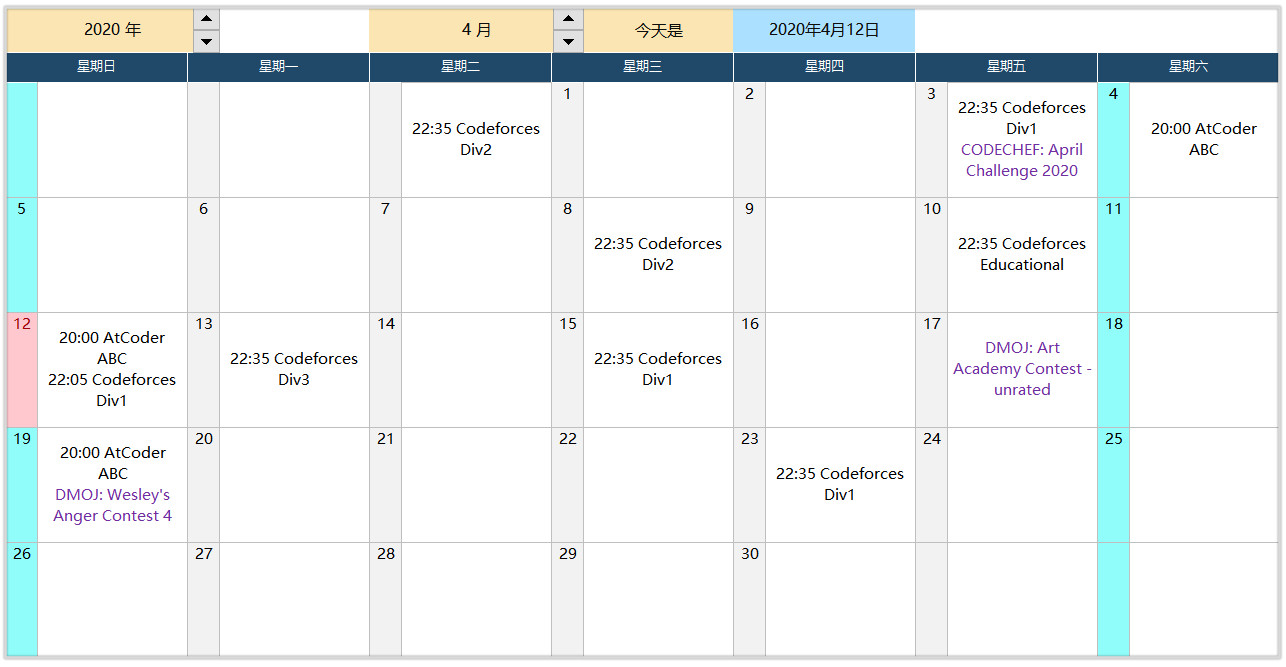 2020 年
4 月
今天是
2020年4月12日
星期日
星期一
星期二
星期三
星期四
星期五
星期六
22:35 Codeforces
Div2
1
2
3
22:35 Codeforces
Div1
CODECHEF: April
Challenge 2020
4
20:00 AtCoder
ABC
5
6
7
8
22:35 Codeforces
Div2
9
10
22:35 Codeforces
Educational
11
12
20:00 AtCoder
ABC
22:05 Codeforces
Div1
13
22:35 Codeforces
Div3
14
15
22:35 Codeforces
Div1
16
17
DMOJ: Art
Academy Contest -
unrated
18
19
20:00 AtCoder
ABC
DMOJ: Wesley's
Anger Contest 4
20
21
22
23
22:35 Codeforces
Div1
24
25
26
27
28
29
30